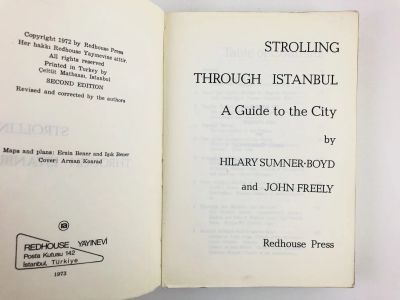 Copyright 1972 by Redhouse Press
Her hakkı Redhouse Yayınevine aittir.
All rights reserved
Printed in Turkey by
Çeltüt Matbaası, İstanbul
SECOND EDITION
Revised and corrected by the authors
Maps and plans: Ersin Bener and Işık Bener
Cover: Arman Konrad
REDHOUSE YAYINEVİ
Posta Kutusu 142
İstanbul, Türkiye
1973
STROLLING
THROUGH ISTANBUL
A Guide to the City
by
HILARY SUMNER-BOYD
and JOHN FREELY
Redhouse Press